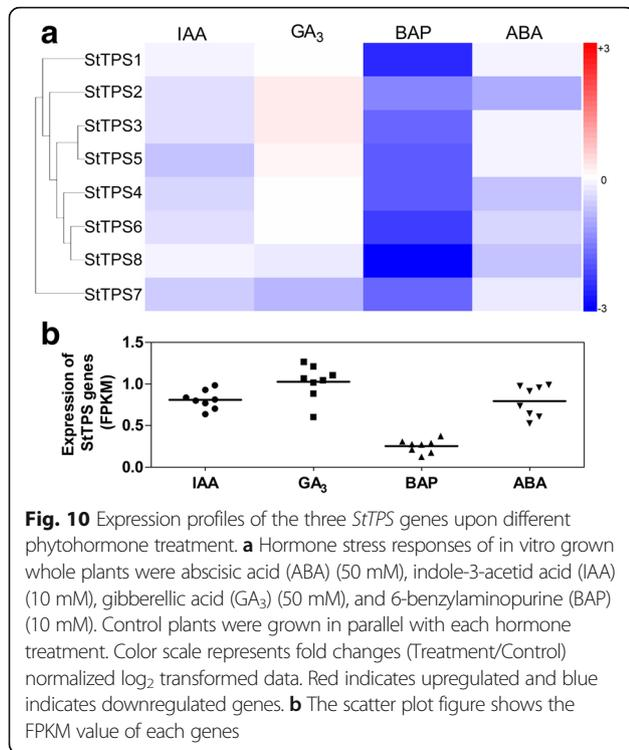 a
IAA GA3 BAP ABA
StTPS1
StTPS2
StTPS3
StTPS5
StTPS4
StTPS6
StTPS8
StTPS7
+3
0
-3
b
Expression of
StTPS genes
(FPKM)
1.5
1.0
0.5
0.0
IAA GA3 BAP ABA
Fig. 10 Expression profiles of the three StTPS genes upon different
phytohormone treatment. a Hormone stress responses of in vitro grown
whole plants were abscisic acid (ABA) (50 mM), indole-3-acetid acid (IAA)
(10 mM), gibberellic acid (GA3) (50 mM), and 6-benzylaminopurine (BAP)
(10 mM). Control plants were grown in parallel with each hormone
treatment. Color scale represents fold changes (Treatment/Control)
normalized log2 transformed data. Red indicates upregulated and blue
indicates downregulated genes. b The scatter plot figure shows the
FPKM value of each genes